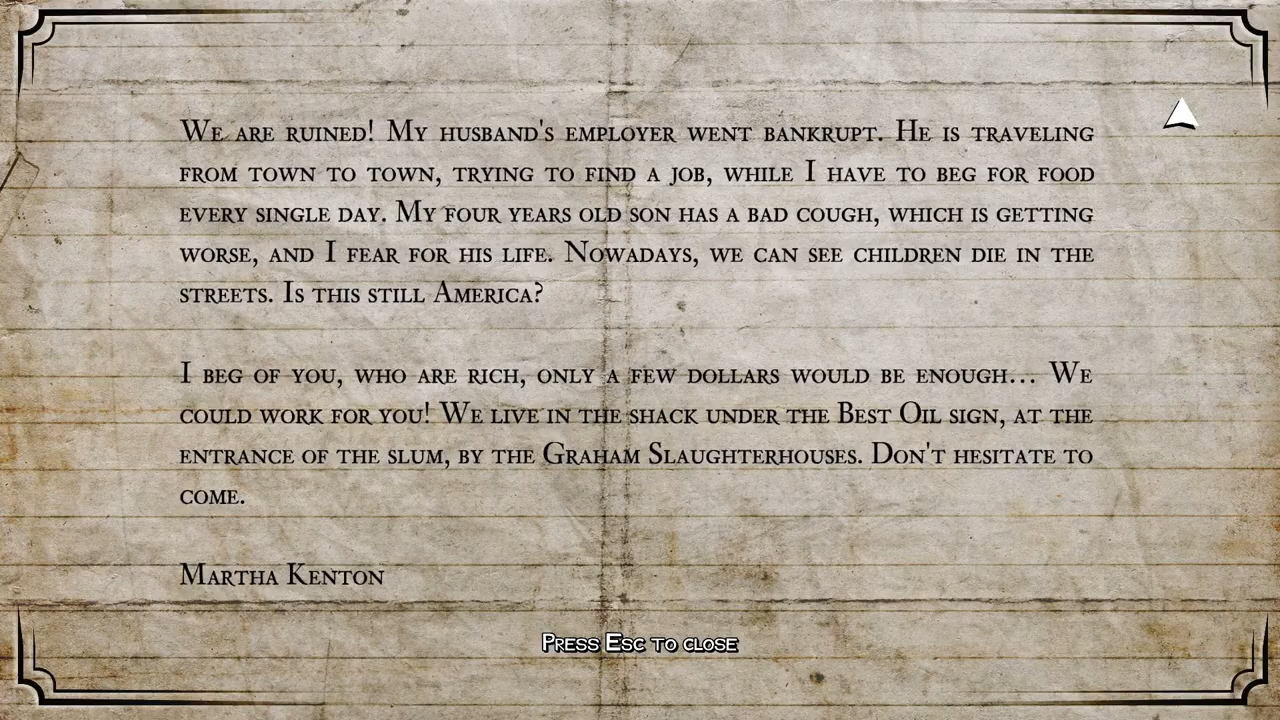 We are ruined! My husband's employer went bankrupt. He is traveling
from town to town, trying to find a job, while I have to beg for food
every single day. My four years old son has a bad cough, which is getting
worse, and I fear for his life. Nowadays, we can see children die in the
streets. Is this still America?
I beg of you, who are rich, only a few dollars would be enough... We
could work for you! We live in the shack under the Best Oil sign, at the
entrance of the slum, by the Graham Slaughterhouses. Don't hesitate to
come.
Martha Kenton
Press Esc to close